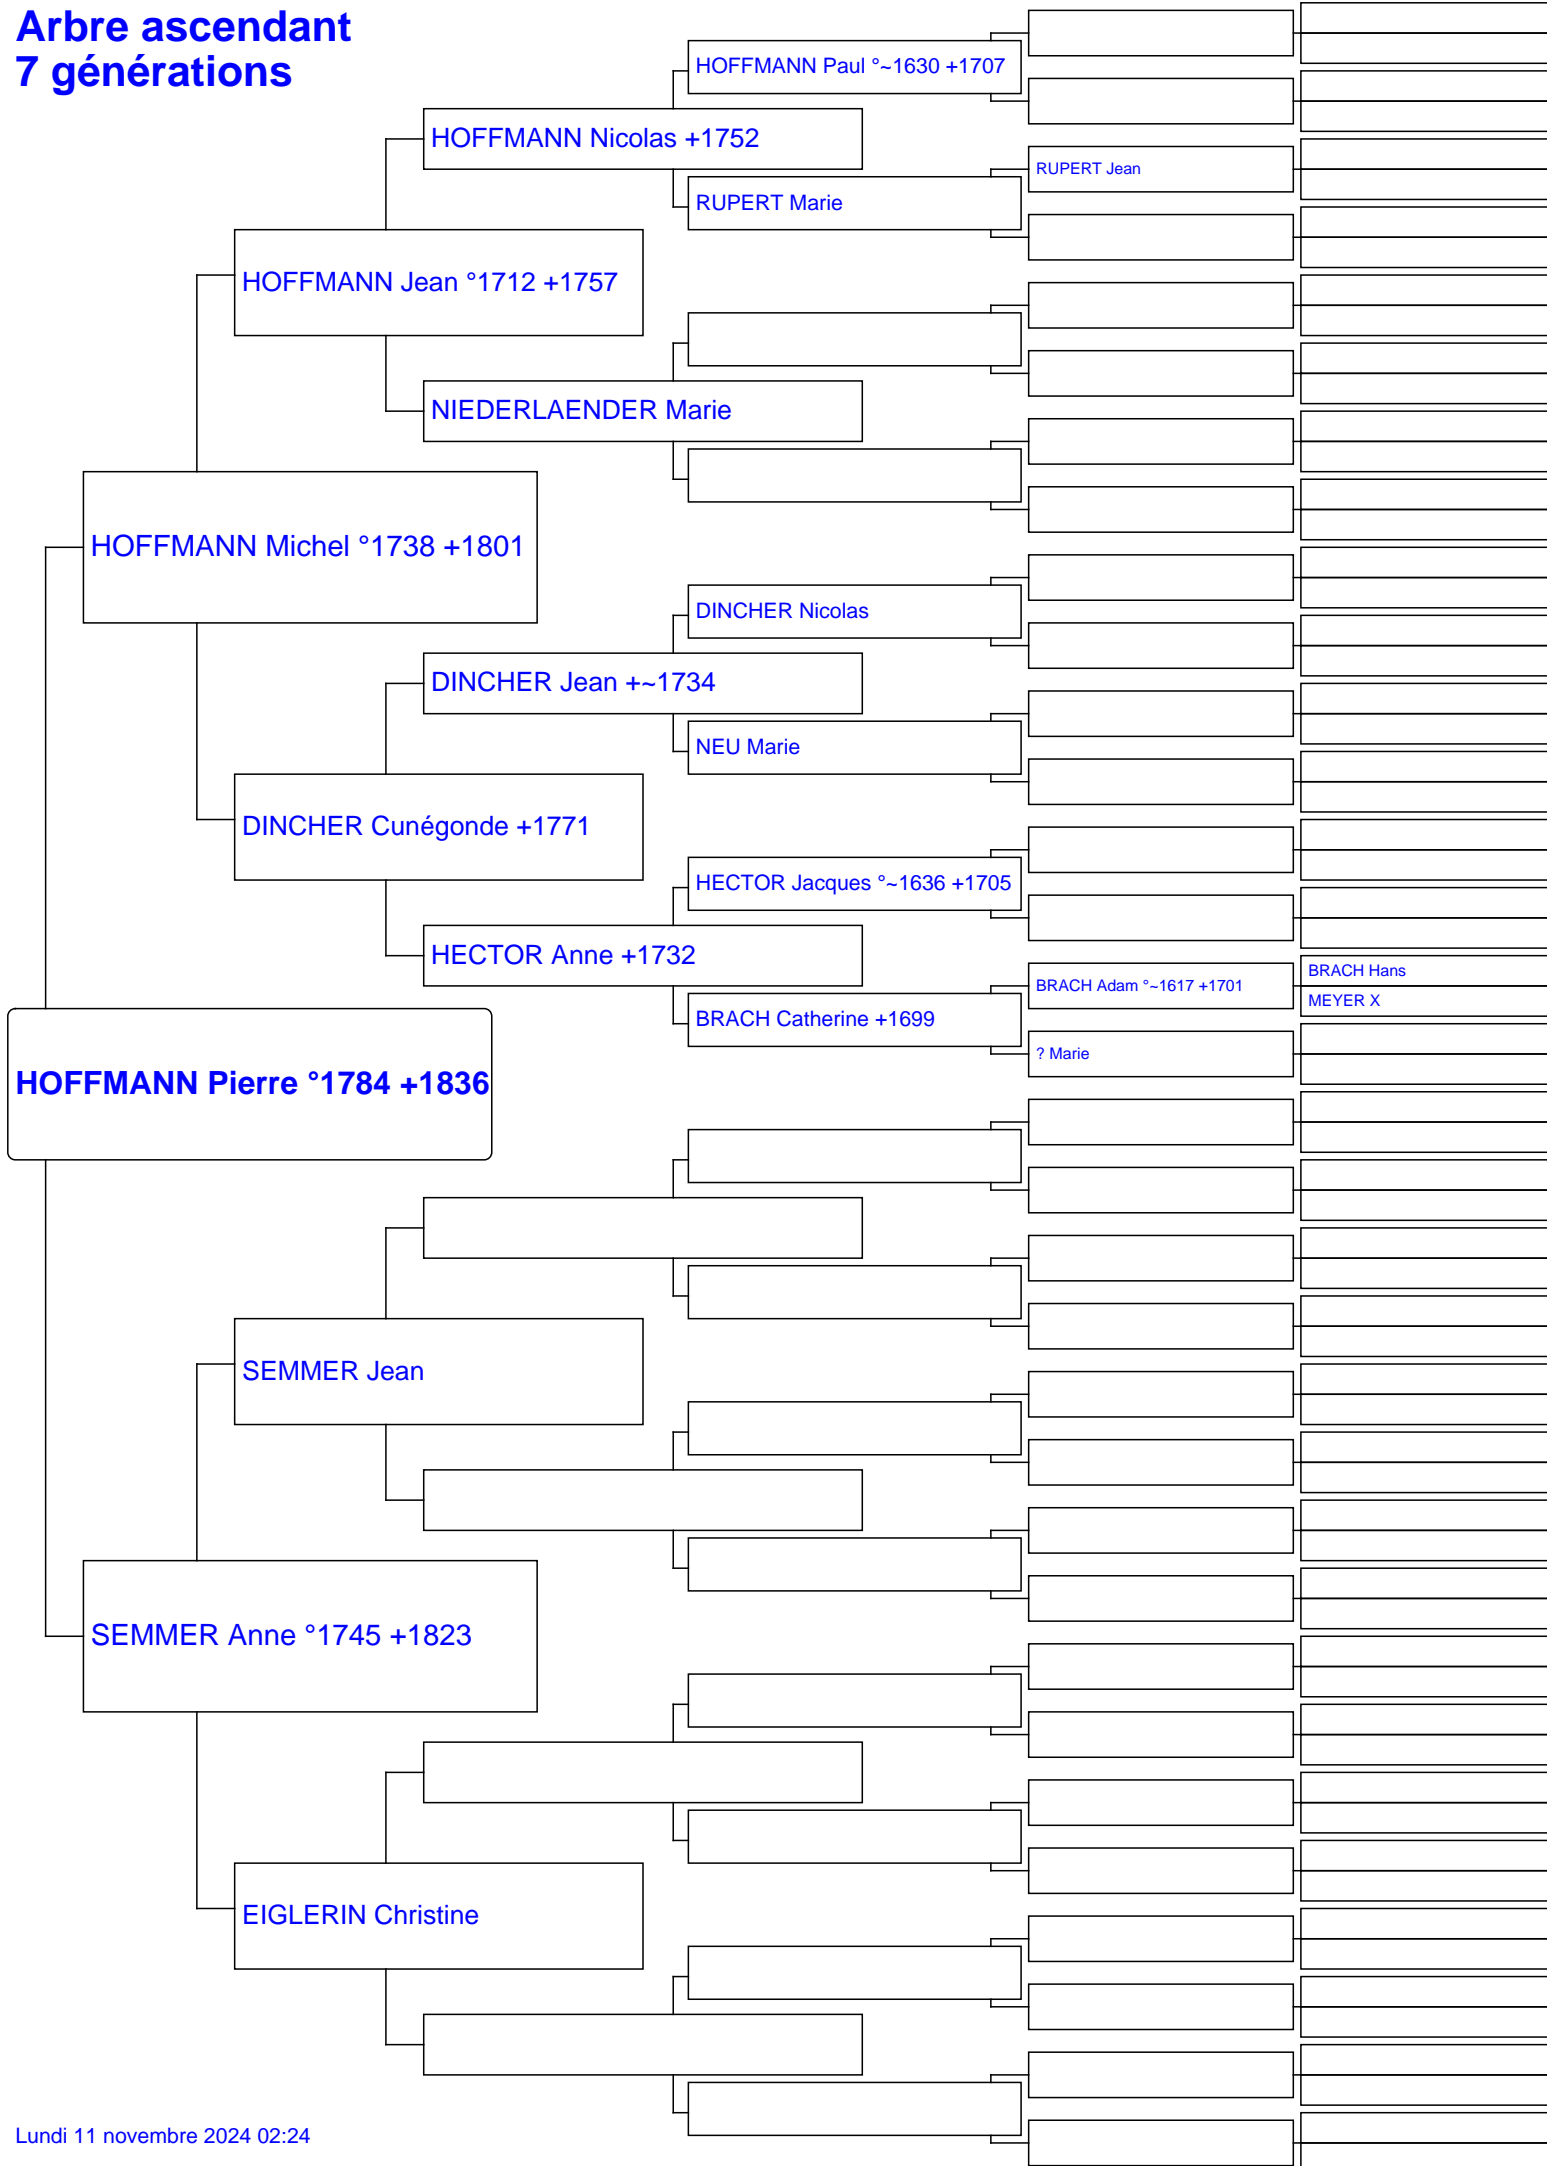 Arbre ascendant
7 générations
HOFFMANN Paul °~1630 +1707
HOFFMANN Nicolas +1752
RUPERT Jean
RUPERT Marie
HOFFMANN Jean °1712 +1757
NIEDERLAENDER Marie
HOFFMANN Michel °1738 +1801
DINCHER Nicolas
DINCHER Jean +~1734
NEU Marie
DINCHER Cunégonde +1771
HECTOR Jacques °~1636 +1705
HECTOR Anne +1732
BRACH Hans
BRACH Adam °~1617 +1701
MEYER X
BRACH Catherine +1699
? Marie
HOFFMANN Pierre °1784 +1836
SEMMER Jean
SEMMER Anne °1745 +1823
EIGLERIN Christine
Lundi 11 novembre 2024 02:24